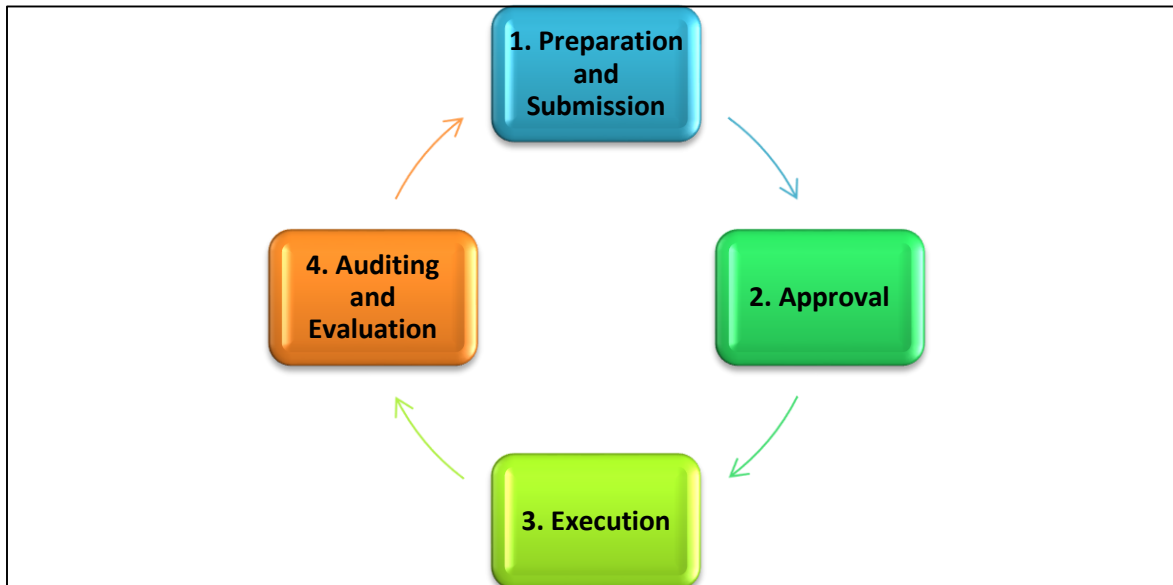 1. Preparation
and
Submission
2. Approval
3. Execution
4. Auditing
and
Evaluation